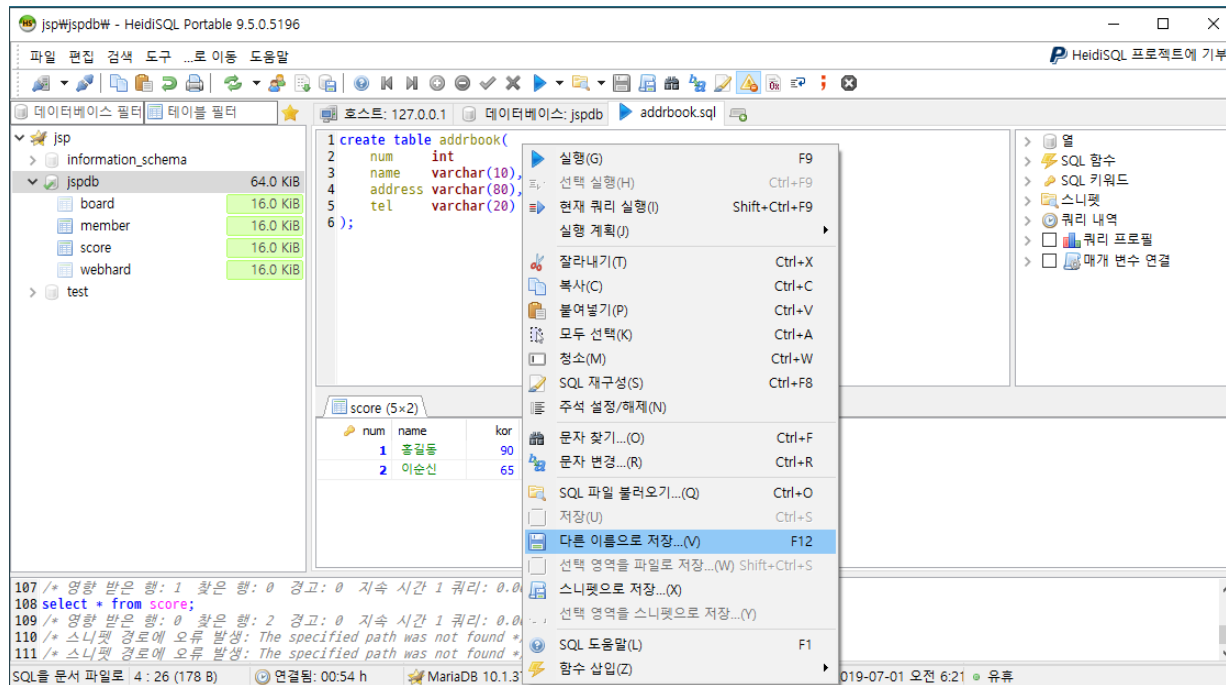 jsp₩jspdb₩ - HeidiSQL Portable 9.5.0.5196
파일 편집 검색 도구 ...로 이동 도움말
HeidiSQL 프로젝트에 기부
데이터베이스 필터 테이블 필터
호스트: 127.0.0.1 데이터베이스: jspdb addrbook.sql
jsp
information_schema
jspdb 64.0 KiB
board 16.0 KiB
member 16.0 KiB
score 16.0 KiB
webhard 16.0 KiB
test
1 create table addrbook(
2 num int
3 name varchar(10),
4 address varchar(80),
5 tel varchar(20)
6 );
실행(G) F9
선택 실행(H) Ctrl+F9
현재 쿼리 실행(I) Shift+Ctrl+F9
실행 계획(J)
잘라내기(T) Ctrl+X
복사(C) Ctrl+C
붙여넣기(P) Ctrl+V
모두 선택(K) Ctrl+A
청소(M) Ctrl+W
SQL 재구성(S) Ctrl+F8
주석 설정/해제(N)
문자 찾기...(O) Ctrl+F
문자 변경...(R) Ctrl+R
SQL 파일 불러오기...(Q) Ctrl+O
저장(U) Ctrl+S
다른 이름으로 저장...(V) F12
선택 영역을 파일로 저장...(W) Shift+Ctrl+S
스니펫으로 저장...(X)
선택 영역을 스니펫으로 저장...(Y)
SQL 도움말(L) F1
함수 삽입(Z)
열
SQL 함수
SQL 키워드
스니펫
쿼리 내역
쿼리 프로필
매개 변수 연결
score (5×2)
num name kor
1 홍길동 90
2 이순신 65
107 /* 영향 받은 행: 1 찾은 행: 0 경고: 0 지속 시간 1 쿼리: 0.00
108 select * from score;
109 /* 영향 받은 행: 0 찾은 행: 2 경고: 0 지속 시간 1 쿼리: 0.00
110 /* 스니펫 경로에 오류 발생: The specified path was not found *
111 /* 스니펫 경로에 오류 발생: The specified path was not found *
SQL을 문서 파일로 4 : 26 (178 B) 연결됨: 00:54 h MariaDB 10.1.37 019-07-01 오전 6:21 유휴